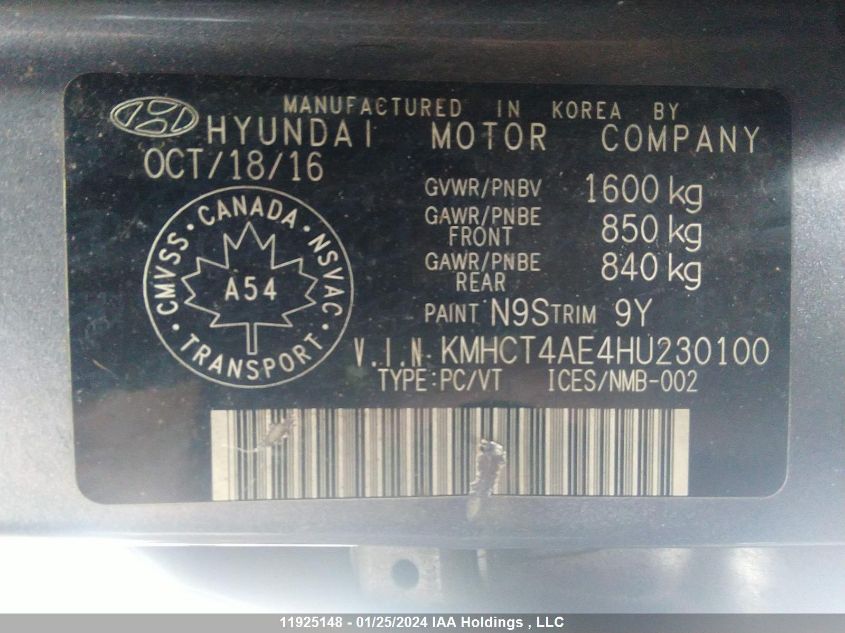 MANUFACTURED IN KOREA BY
HYUNDAI MOTOR COMPANY
OCT/18/16
GVWR/PNBV 1600 kg
GAWR/PNBE FRONT 850 kg
GAWR/PNBE REAR 840 kg
CMVSS · CANADA · NSVAC · TRANSPORT ·
A54
PAINT N9S TRIM 9Y
V.I.N. KMHCT4AE4HU230100
TYPE:PC/VT ICES/NMB-002
11925148 - 01/25/2024 IAA Holdings , LLC